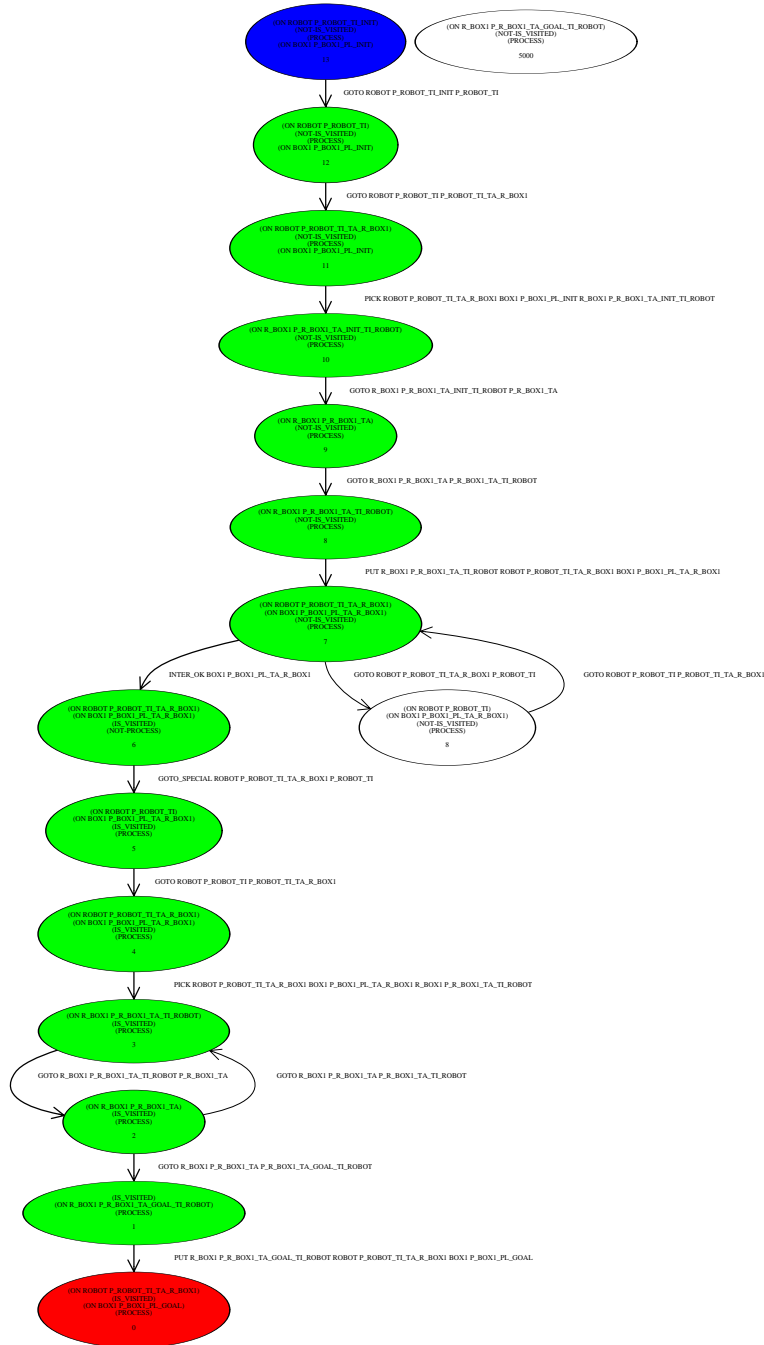 (ON ROBOT P_ROBOT_TI_INIT)
(NOT-IS_VISITED)
(PROCESS)
(ON BOX1 P_BOX1_PL_INIT)
13
(ON R_BOX1 P_R_BOX1_TA_GOAL_TI_ROBOT)
(NOT-IS_VISITED)
(PROCESS)
5000
GOTO ROBOT P_ROBOT_TI_INIT P_ROBOT_TI
(ON ROBOT P_ROBOT_TI)
(NOT-IS_VISITED)
(PROCESS)
(ON BOX1 P_BOX1_PL_INIT)
12
GOTO ROBOT P_ROBOT_TI P_ROBOT_TI_TA_R_BOX1
(ON ROBOT P_ROBOT_TI_TA_R_BOX1)
(NOT-IS_VISITED)
(PROCESS)
(ON BOX1 P_BOX1_PL_INIT)
11
PICK ROBOT P_ROBOT_TI_TA_R_BOX1 BOX1 P_BOX1_PL_INIT R_BOX1 P_R_BOX1_TA_INIT_TI_ROBOT
(ON R_BOX1 P_R_BOX1_TA_INIT_TI_ROBOT)
(NOT-IS_VISITED)
(PROCESS)
10
GOTO R_BOX1 P_R_BOX1_TA_INIT_TI_ROBOT P_R_BOX1_TA
(ON R_BOX1 P_R_BOX1_TA)
(NOT-IS_VISITED)
(PROCESS)
9
GOTO R_BOX1 P_R_BOX1_TA P_R_BOX1_TA_TI_ROBOT
(ON R_BOX1 P_R_BOX1_TA_TI_ROBOT)
(NOT-IS_VISITED)
(PROCESS)
8
PUT R_BOX1 P_R_BOX1_TA_TI_ROBOT ROBOT P_ROBOT_TI_TA_R_BOX1 BOX1 P_BOX1_PL_TA_R_BOX1
(ON ROBOT P_ROBOT_TI_TA_R_BOX1)
(ON BOX1 P_BOX1_PL_TA_R_BOX1)
(NOT-IS_VISITED)
(PROCESS)
7
INTER_OK BOX1 P_BOX1_PL_TA_R_BOX1
GOTO ROBOT P_ROBOT_TI_TA_R_BOX1 P_ROBOT_TI
GOTO ROBOT P_ROBOT_TI P_ROBOT_TI_TA_R_BOX1
(ON ROBOT P_ROBOT_TI_TA_R_BOX1)
(ON BOX1 P_BOX1_PL_TA_R_BOX1)
(IS_VISITED)
(NOT-PROCESS)
6
(ON ROBOT P_ROBOT_TI)
(ON BOX1 P_BOX1_PL_TA_R_BOX1)
(NOT-IS_VISITED)
(PROCESS)
8
GOTO_SPECIAL ROBOT P_ROBOT_TI_TA_R_BOX1 P_ROBOT_TI
(ON ROBOT P_ROBOT_TI)
(ON BOX1 P_BOX1_PL_TA_R_BOX1)
(IS_VISITED)
(PROCESS)
5
GOTO ROBOT P_ROBOT_TI P_ROBOT_TI_TA_R_BOX1
(ON ROBOT P_ROBOT_TI_TA_R_BOX1)
(ON BOX1 P_BOX1_PL_TA_R_BOX1)
(IS_VISITED)
(PROCESS)
4
PICK ROBOT P_ROBOT_TI_TA_R_BOX1 BOX1 P_BOX1_PL_TA_R_BOX1 R_BOX1 P_R_BOX1_TA_TI_ROBOT
(ON R_BOX1 P_R_BOX1_TA_TI_ROBOT)
(IS_VISITED)
(PROCESS)
3
GOTO R_BOX1 P_R_BOX1_TA_TI_ROBOT P_R_BOX1_TA
GOTO R_BOX1 P_R_BOX1_TA P_R_BOX1_TA_TI_ROBOT
(ON R_BOX1 P_R_BOX1_TA)
(IS_VISITED)
(PROCESS)
2
GOTO R_BOX1 P_R_BOX1_TA P_R_BOX1_TA_GOAL_TI_ROBOT
(IS_VISITED)
(ON R_BOX1 P_R_BOX1_TA_GOAL_TI_ROBOT)
(PROCESS)
1
PUT R_BOX1 P_R_BOX1_TA_GOAL_TI_ROBOT ROBOT P_ROBOT_TI_TA_R_BOX1 BOX1 P_BOX1_PL_GOAL
(ON ROBOT P_ROBOT_TI_TA_R_BOX1)
(IS_VISITED)
(ON BOX1 P_BOX1_PL_GOAL)
(PROCESS)
0